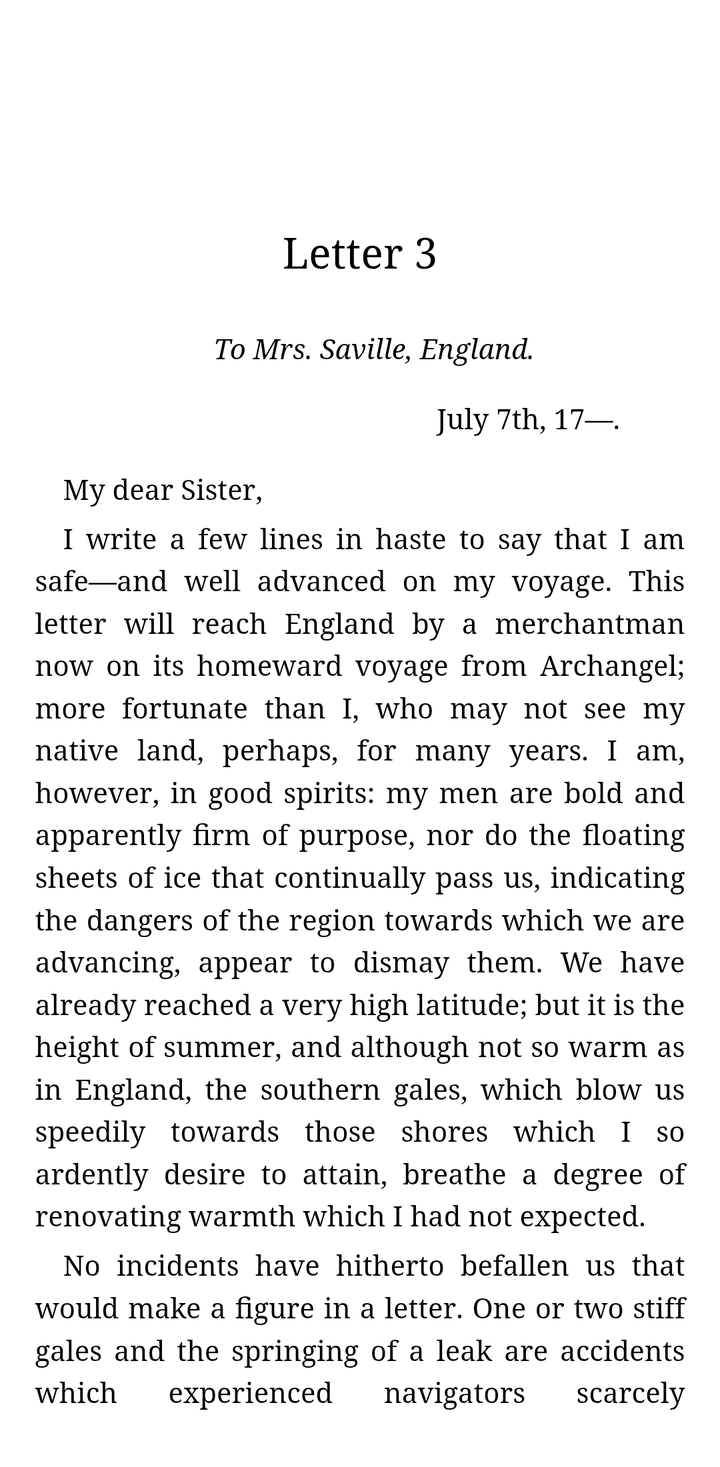 Letter 3
To Mrs. Saville, England.
July 7th, 17—.
My dear Sister,
I write a few lines in haste to say that I am
safe—and well advanced on my voyage. This
letter will reach England by a merchantman
now on its homeward voyage from Archangel;
more fortunate than I, who may not see my
native land, perhaps, for many years. I am,
however, in good spirits: my men are bold and
apparently firm of purpose, nor do the floating
sheets of ice that continually pass us, indicating
the dangers of the region towards which we are
advancing, appear to dismay them. We have
already reached a very high latitude; but it is the
height of summer, and although not so warm as
in England, the southern gales, which blow us
speedily towards those shores which I so
ardently desire to attain, breathe a degree of
renovating warmth which I had not expected.
No incidents have hitherto befallen us that
would make a figure in a letter. One or two stiff
gales and the springing of a leak are accidents
which experienced navigators scarcely